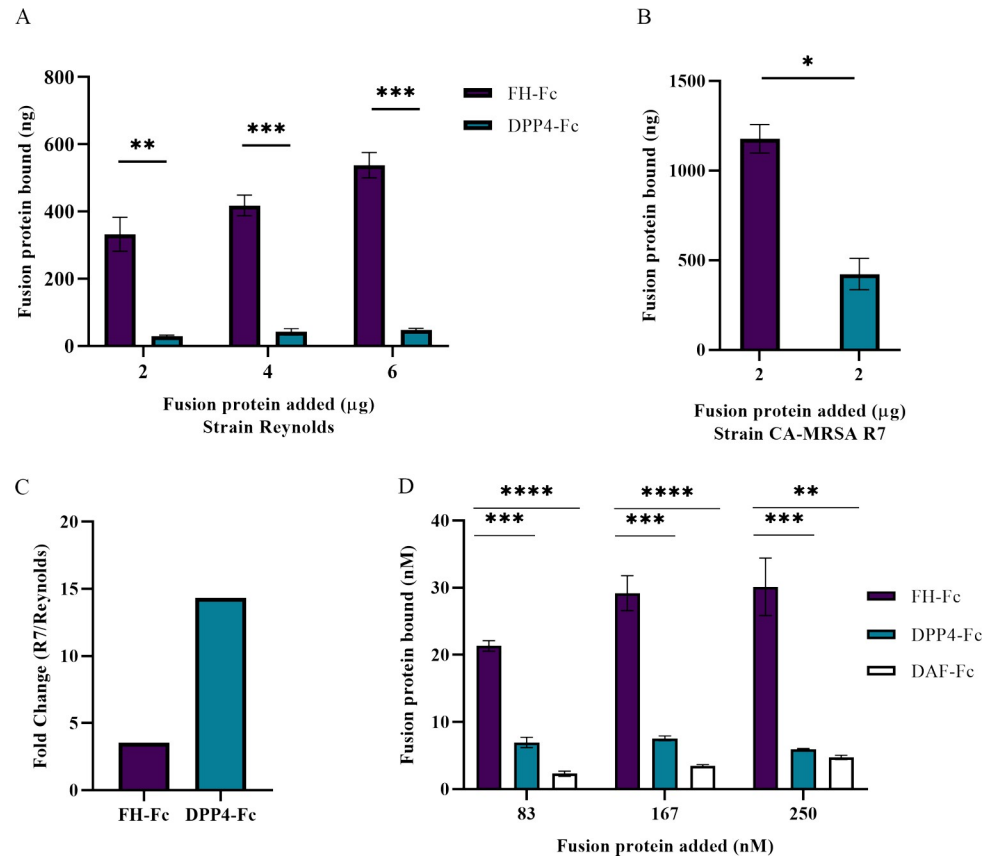 A
800
600
400
200
0
Fusion protein bound (ng)
**
***
***
FH-Fc
DPP4-Fc
2
4
6
Fusion protein added (μg)
Strain Reynolds
B
1500
1000
500
0
Fusion protein bound (ng)
*
2
2
Fusion protein added (μg)
Strain CA-MRSA R7
C
20
15
10
5
0
Fold Change (R7/Reynolds)
FH-Fc
DPP4-Fc
D
40
30
20
10
0
Fusion protein bound (nM)
****
***
****
***
**
***
FH-Fc
DPP4-Fc
DAF-Fc
83
167
250
Fusion protein added (nM)